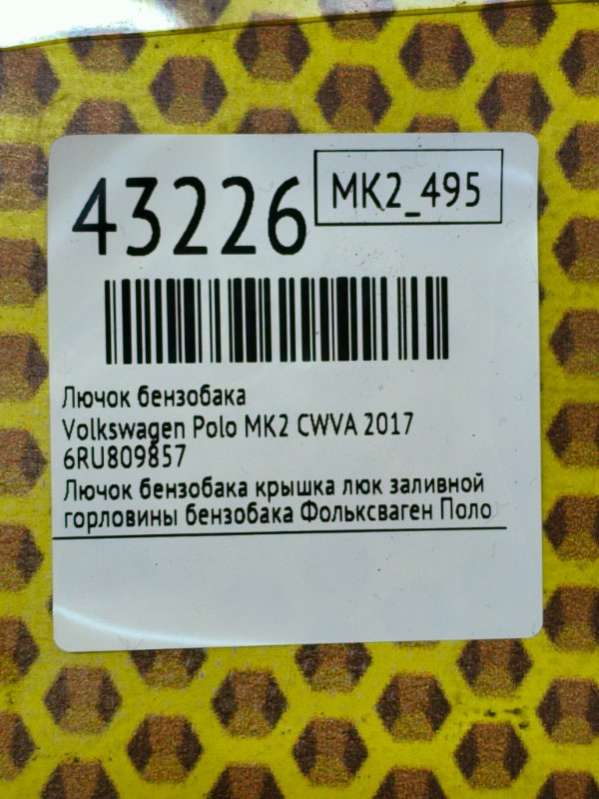 43226
MK2_495
Лючок бензобака
Volkswagen Polo MK2 CWVA 2017
6RU809857
Лючок бензобака крышка люк заливной
горловины бензобака Фольксваген Поло